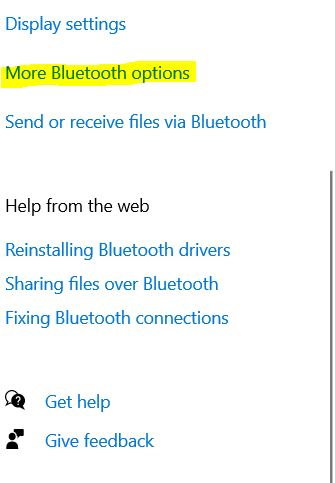 Display settings
More Bluetooth options
Send or receive files via Bluetooth
Help from the web
Reinstalling Bluetooth drivers
Sharing files over Bluetooth
Fixing Bluetooth connections
Get help
Give feedback